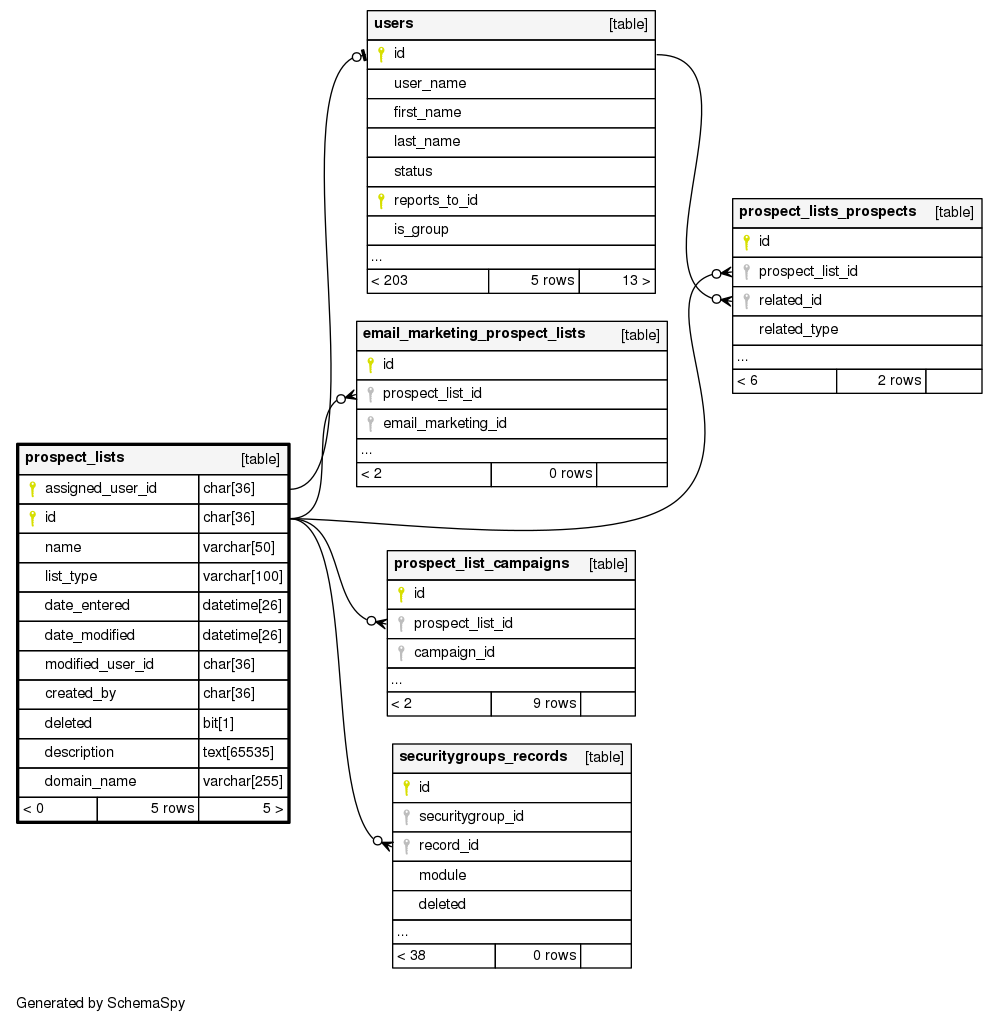 users [table]
id
user_name
first_name
last_name
status
reports_to_id
is_group
...
< 203 5 rows 13 >
prospect_lists_prospects [table]
id
prospect_list_id
related_id
related_type
...
< 6 2 rows
email_marketing_prospect_lists [table]
id
prospect_list_id
email_marketing_id
...
< 2 0 rows
prospect_lists [table]
assigned_user_id char[36]
id char[36]
name varchar[50]
list_type varchar[100]
date_entered datetime[26]
date_modified datetime[26]
modified_user_id char[36]
created_by char[36]
deleted bit[1]
description text[65535]
domain_name varchar[255]
< 0 5 rows 5 >
prospect_list_campaigns [table]
id
prospect_list_id
campaign_id
...
< 2 9 rows
securitygroups_records [table]
id
securitygroup_id
record_id
module
deleted
...
< 38 0 rows
Generated by SchemaSpy